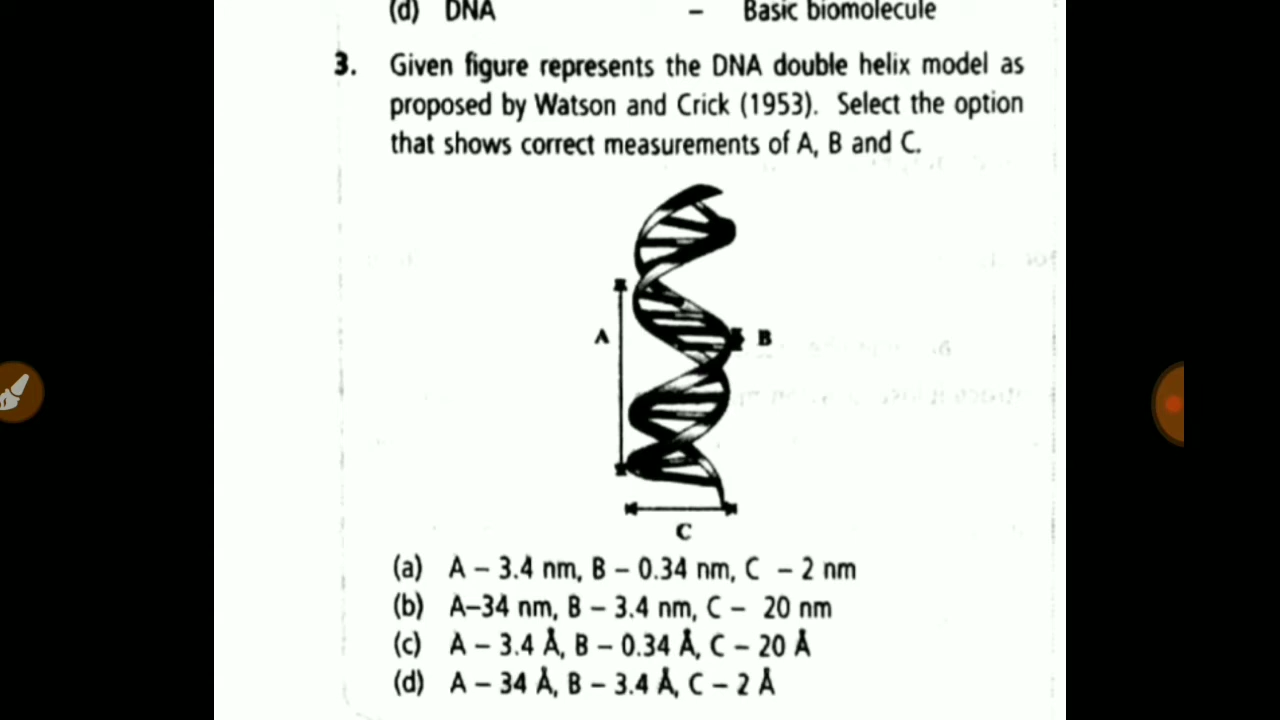 (d) DNA – Basic biomolecule
3. Given figure represents the DNA double helix model as
proposed by Watson and Crick (1953). Select the option
that shows correct measurements of A, B and C.
A
B
C
(a) A – 3.4 nm, B – 0.34 nm, C – 2 nm
(b) A–34 nm, B – 3.4 nm, C – 20 nm
(c) A – 3.4 Å, B – 0.34 Å, C – 20 Å
(d) A – 34 Å, B – 3.4 Å, C – 2 Å